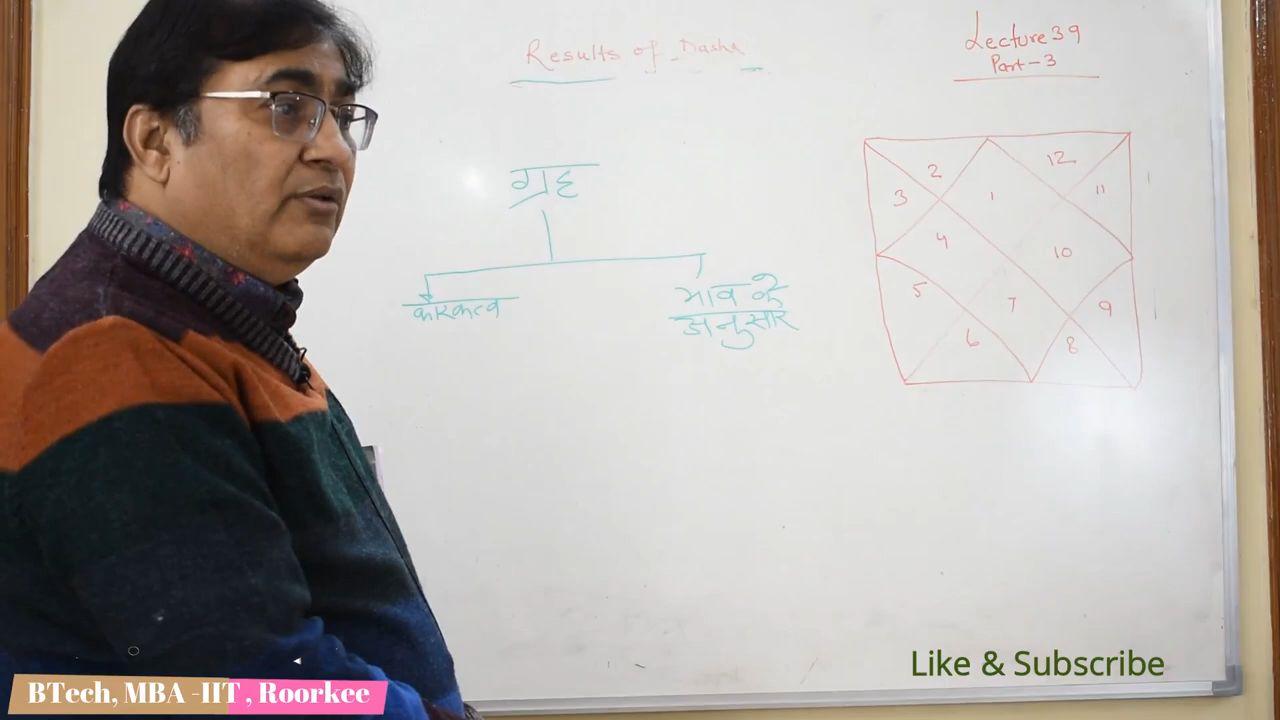 Results of Dasha
Lecture 39
Part-3
ग्रह
कारकत्व
भाव के
अनुसार
2
12
3
1
11
4
10
5
7
9
6
8
Like & Subscribe
BTech, MBA -IIT , Roorkee